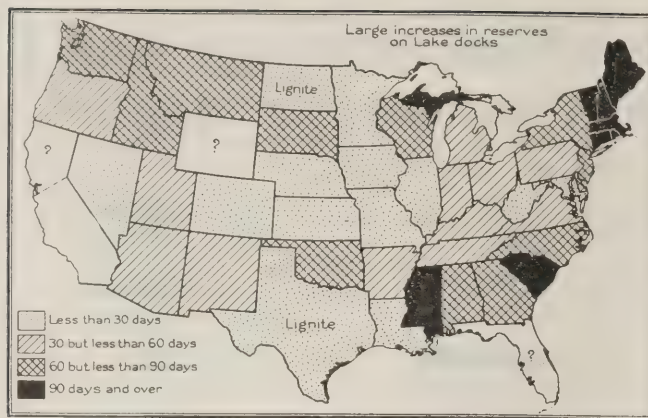 Large increases in reserves
on Lake docks
Lignite
?
?
Lignite
?
Less than 30 days
30 but less than 60 days
60 but less than 90 days
90 days and over